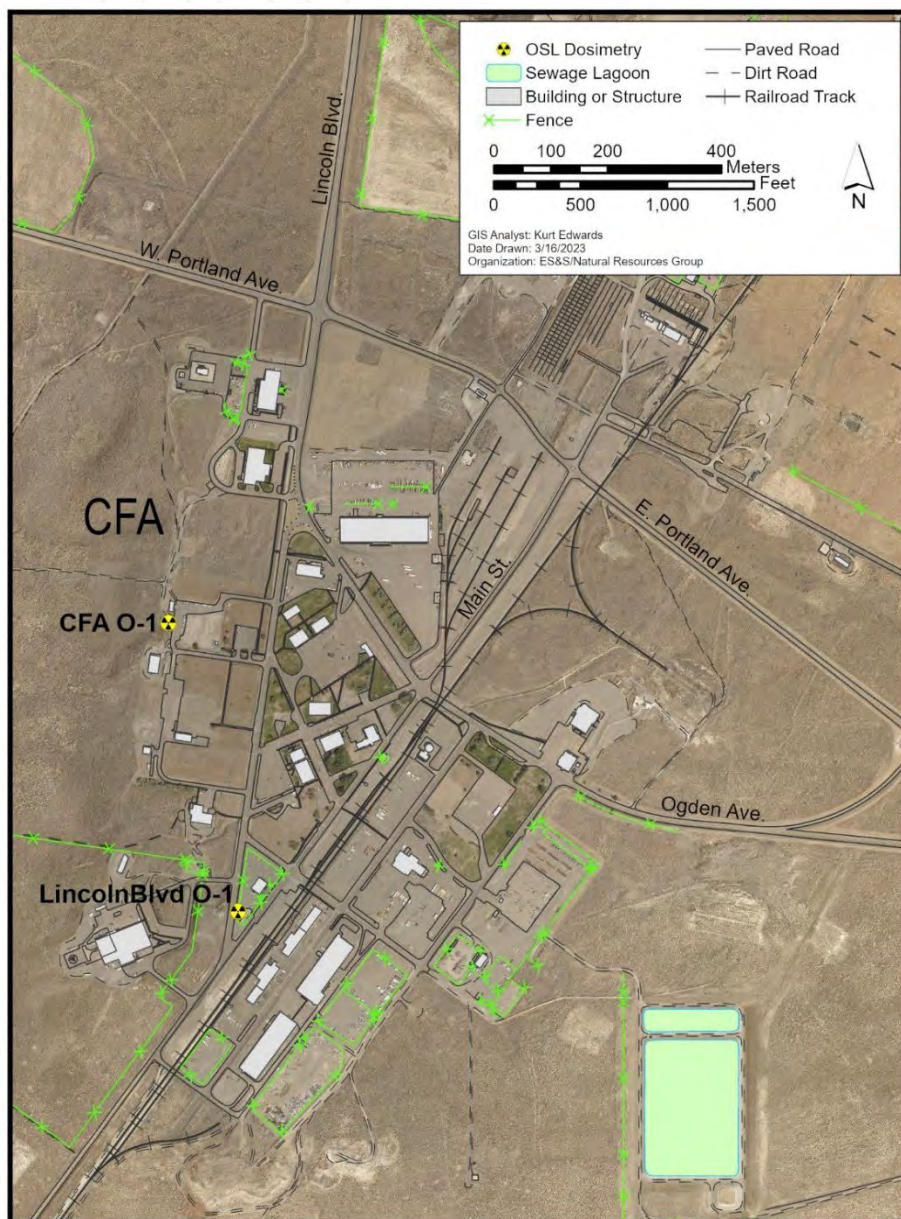 OSL Dosimetry
Sewage Lagoon
Building or Structure
Fence
Paved Road
Dirt Road
Railroad Track
0 100 200 400
Meters
Feet
0 500 1,000 1,500
N
GIS Analyst: Kurt Edwards
Date Drawn: 3/16/2023
Organization: ES&S/Natural Resources Group
Lincoln Blvd.
W. Portland Ave.
CFA
Main St.
E. Portland Ave.
CFA O-1
Ogden Ave.
LincolnBlvd O-1